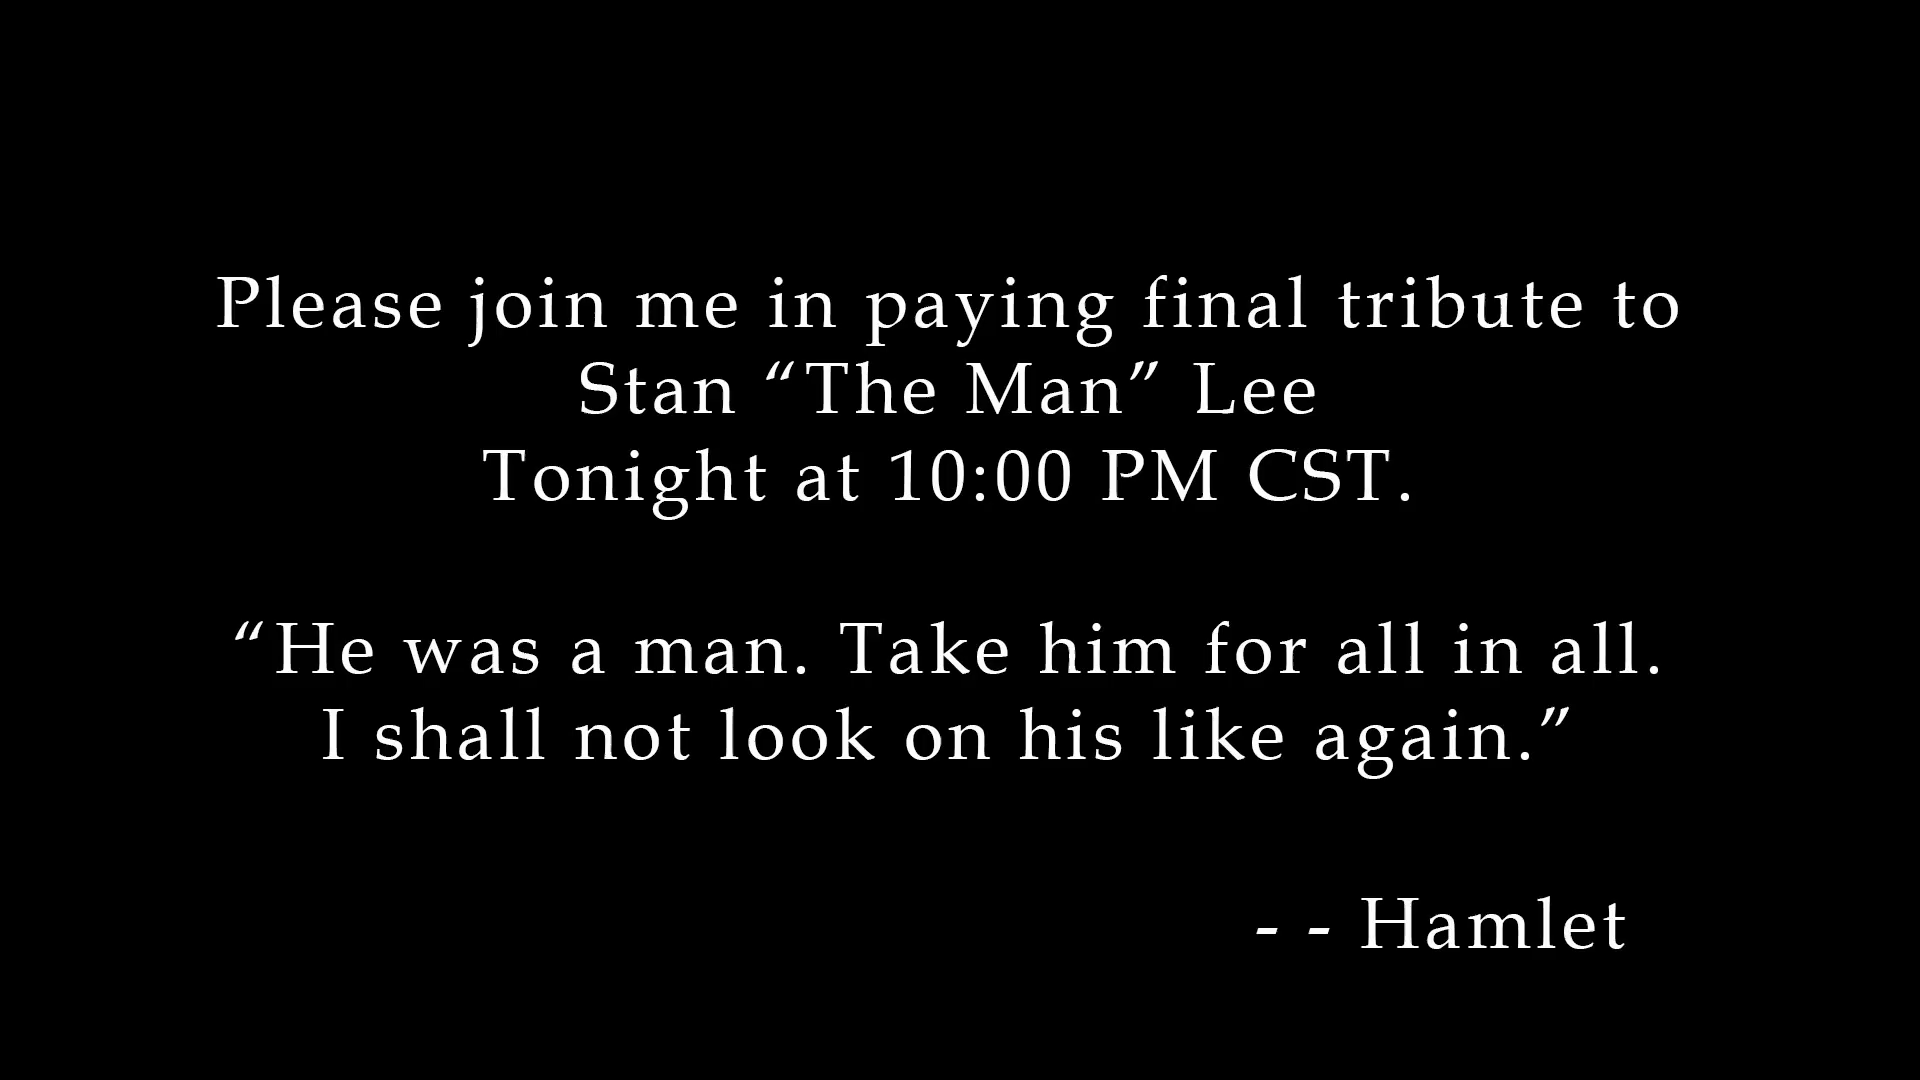 Please join me in paying final tribute to
Stan “The Man” Lee
Tonight at 10:00 PM CST.
“He was a man. Take him for all in all.
I shall not look on his like again.”
- - Hamlet